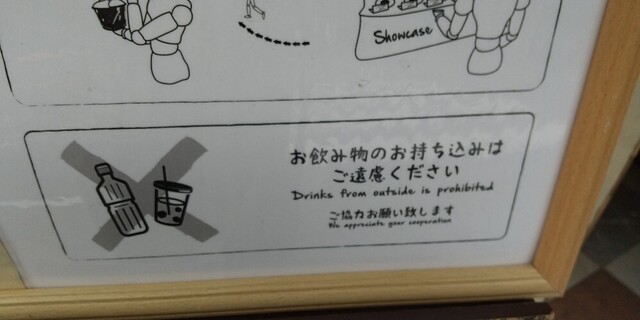 Showcase
お飲み物のお持ち込みは
ご遠慮ください
Drinks from outside is prohibited
ご協力お願い致します
We appreciate your cooperation